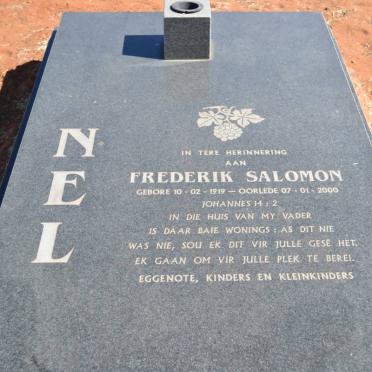 NEL
IN TERE HERINNERING
AAN
FREDERIK SALOMON
GEBORE 10 - 02 - 1919 — OORLEDE 07 - 01 - 2000
JOHANNES 14 : 2
IN DIE HUIS VAN MY VADER
IS DAAR BAIE WONINGS : AS DIT NIE
WAS NIE, SOU EK DIT VIR JULLE GESÊ HET.
EK GAAN OM VIR JULLE PLEK TE BEREI.
EGGENOTE, KINDERS EN KLEINKINDERS